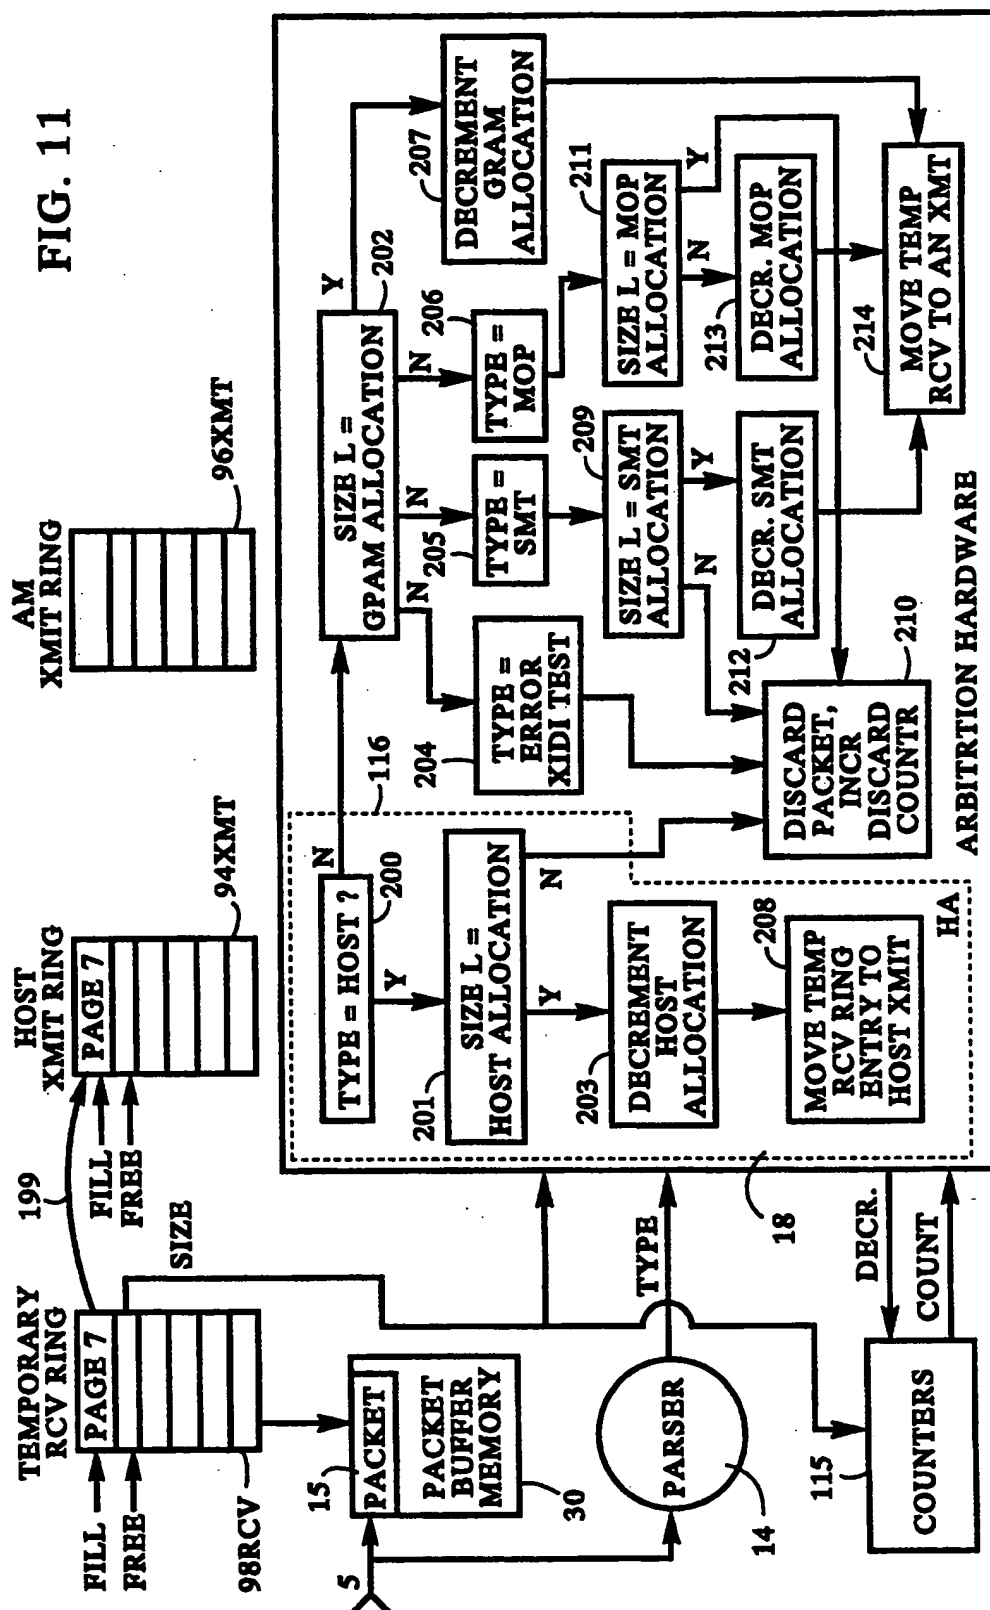 FIG. 11
TEMPORARY
RCV RING
FILL
FREE
PAGE 7
98RCV
199
HOST
XMIT RING
FILL
FREE
PAGE 7
94XMT
AM
XMIT RING
96XMT
SIZE
5
15
PACKET
PACKET
BUFFER
MEMORY
30
PARSER
14
TYPE
115
COUNTERS
DECR.
COUNT
18
116
TYPE = HOST ?
200
N
Y
201
SIZE L =
HOST ALLOCATION
N
Y
203
DECREMENT
HOST
ALLOCATION
208
MOVE TEMP
RCV RING
ENTRY TO
HOST XMIT
HA
SIZE L =
GPAM ALLOCATION
202
Y
N
N
N
204
TYPE =
ERROR
XIDI TEST
205
TYPE =
SMT
206
TYPE =
MOP
207
DECREMENT
GRAM
ALLOCATION
209
SIZE L = SMT
ALLOCATION
N
Y
211
SIZE L = MOP
ALLOCATION
N
Y
212
DECR. SMT
ALLOCATION
213
DECR. MOP
ALLOCATION
DISCARD
PACKET,
INCR
DISCARD
COUNTR
210
214
MOVE TEMP
RCV TO AN XMT
ARBITRTION HARDWARE